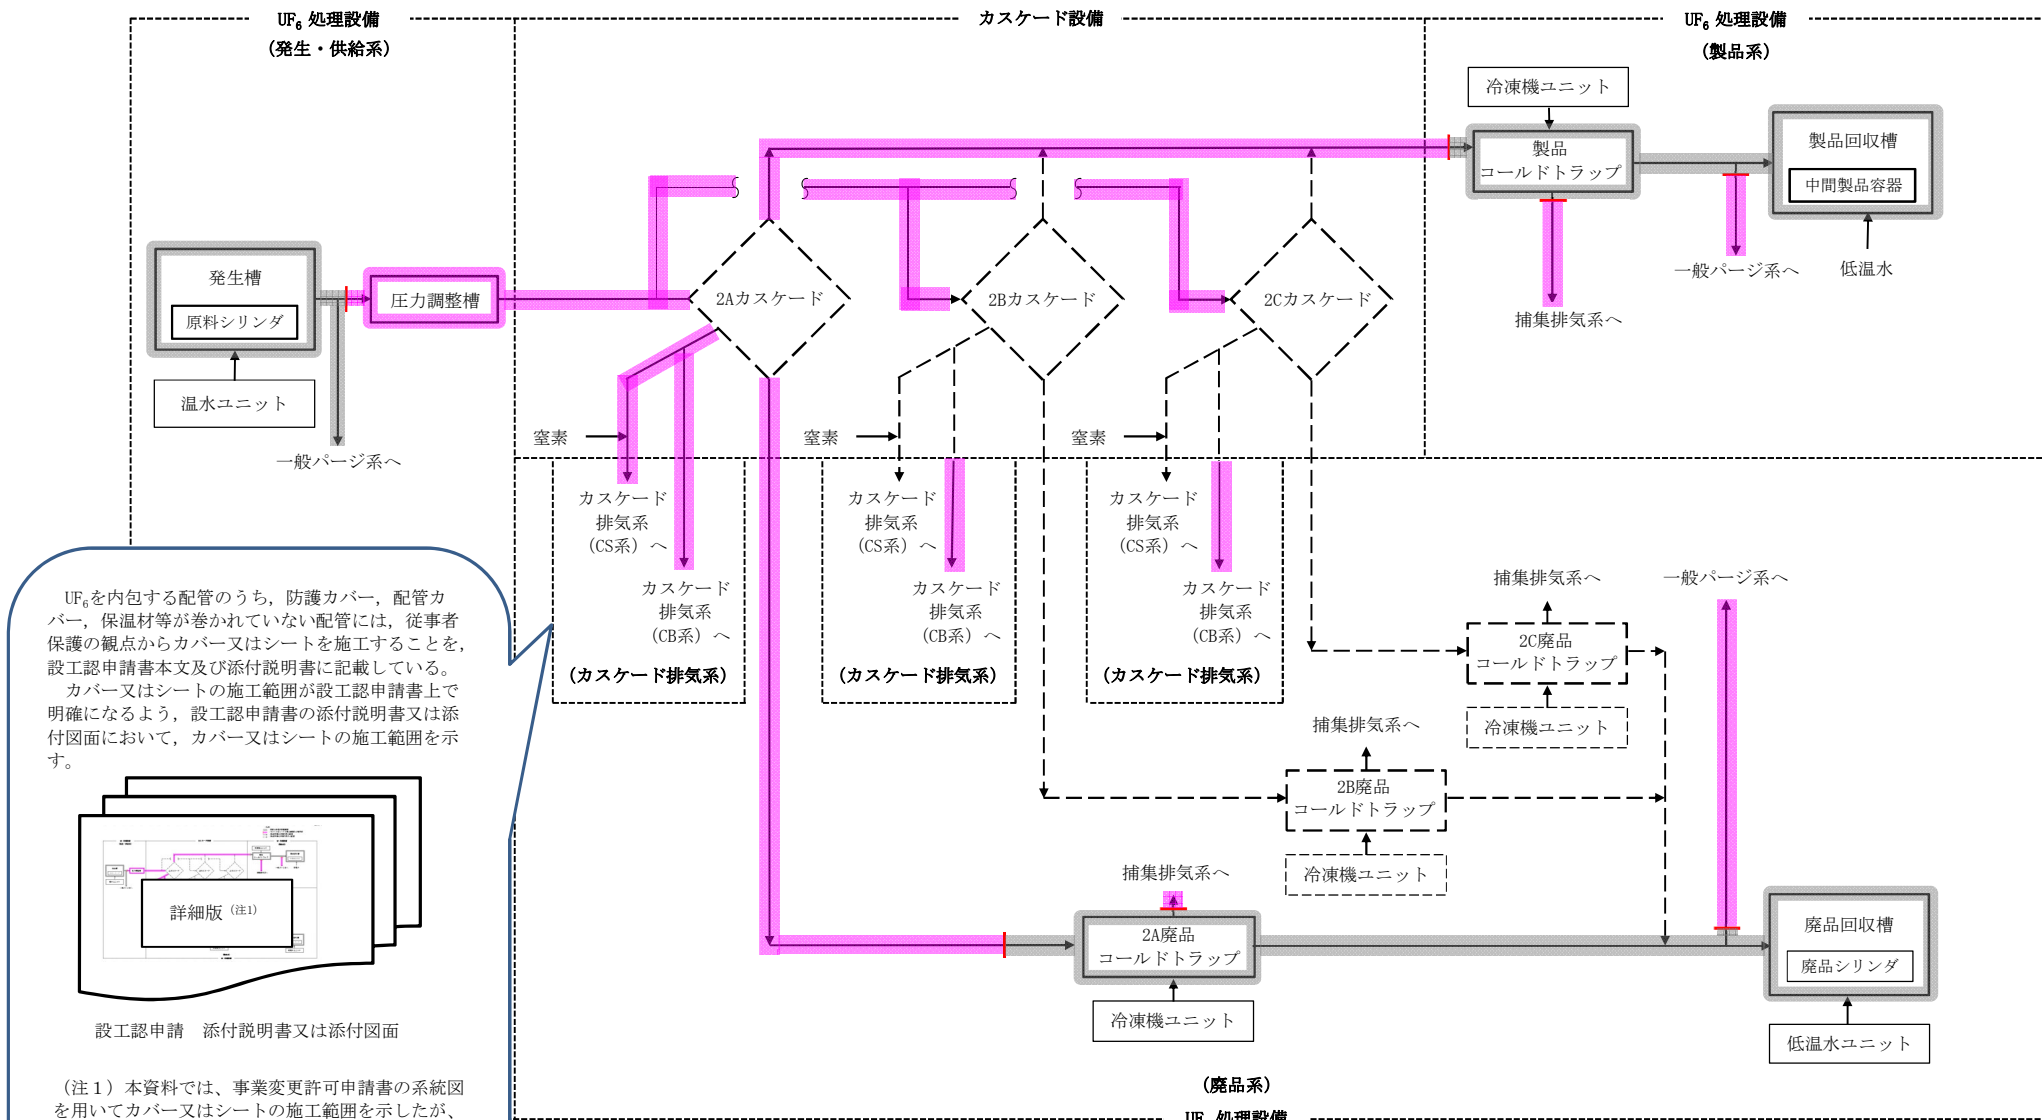 UF₆ 処理設備
(発生・供給系)
カスケード設備
UF₆ 処理設備
(製品系)
冷凍機ユニット
製品
コールドトラップ
製品回収槽
中間製品容器
一般パージ系へ
低温水
捕集排気系へ
発生槽
原料シリンダ
圧力調整槽
2Aカスケード
2Bカスケード
2Cカスケード
温水ユニット
一般パージ系へ
窒素
窒素
窒素
カスケード
排気系
(CS系) へ
カスケード
排気系
(CB系) へ
(カスケード排気系)
カスケード
排気系
(CS系) へ
カスケード
排気系
(CB系) へ
(カスケード排気系)
カスケード
排気系
(CS系) へ
カスケード
排気系
(CB系) へ
(カスケード排気系)
捕集排気系へ
一般パージ系へ
2C廃品
コールドトラップ
冷凍機ユニット
捕集排気系へ
2B廃品
コールドトラップ
冷凍機ユニット
捕集排気系へ
2A廃品
コールドトラップ
冷凍機ユニット
廃品回収槽
廃品シリンダ
低温水ユニット
(廃品系)
UF 処理設備
UF₆を内包する配管のうち，防護カバー，配管カ
バー，保温材等が巻かれていない配管には，従事者
保護の観点からカバー又はシートを施工することを，
設工認申請書本文及び添付説明書に記載している。
カバー又はシートの施工範囲が設工認申請書上で
明確になるよう，設工認申請書の添付説明書又は添
付図面において，カバー又はシートの施工範囲を示
す。
詳細版 (注1)
設工認申請　添付説明書又は添付図面
(注１) 本資料では、事業変更許可申請書の系統図
を用いてカバー又はシートの施工範囲を示したが、